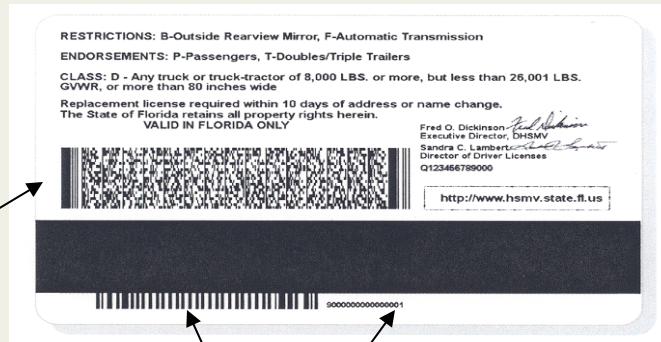 RESTRICTIONS: B-Outside Rearview Mirror, F-Automatic Transmission
ENDORSEMENTS: P-Passengers, T-Doubles/Triple Trailers
CLASS: D - Any truck or truck-tractor of 8,000 LBS. or more, but less than 26,001 LBS.
GVWR, or more than 80 inches wide
Replacement license required within 10 days of address or name change.
The State of Florida retains all property rights herein.
VALID IN FLORIDA ONLY
Fred O. Dickinson
Executive Director, DHSMV
Sandra C. Lambert
Director of Driver Licenses
Q123456789000
http://www.hsmv.state.fl.us
S0000000000000001